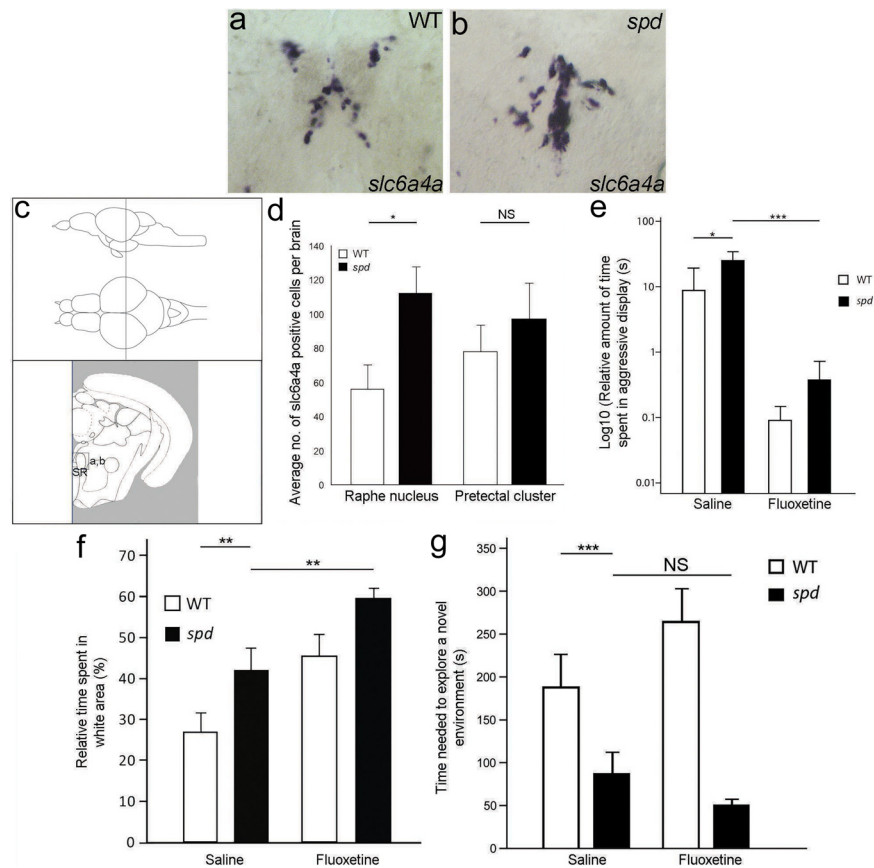 a
WT
slc6a4a
b
spd
slc6a4a
c
SR
a,b
d
*
NS
WT
spd
Average no. of slc6a4a positive cells per brain
140
120
100
80
60
40
20
0
Raphe nucleus
Pretectal cluster
e
*
***
WT
spd
Log10 (Relative amount of time
spent in aggressive display (s)
100
10
1
0.1
0.01
Saline
Fluoxetine
f
**
**
WT
spd
Relative time spent in
white area (%)
70
60
50
40
30
20
10
0
Saline
Fluoxetine
g
***
NS
WT
spd
Time needed to explore a novel
environment (s)
350
300
250
200
150
100
50
0
Saline
Fluoxetine